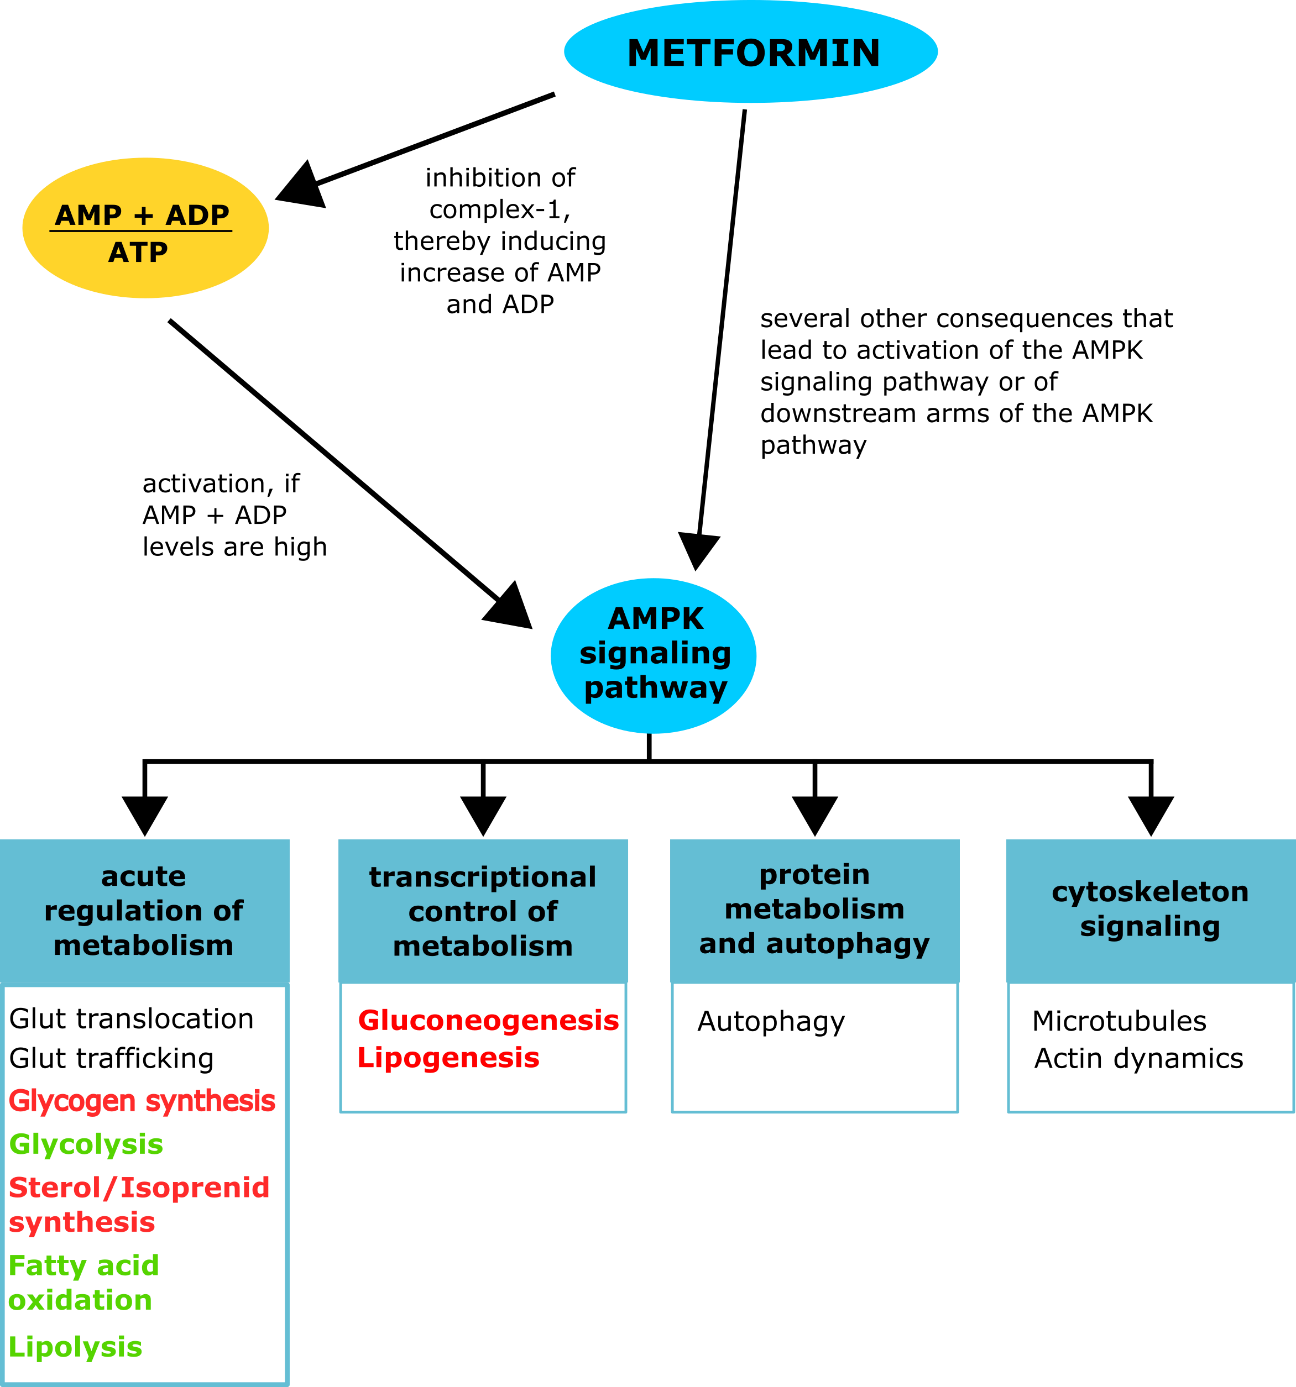 METFORMIN
AMP + ADP
ATP
inhibition of
complex-1,
thereby inducing
increase of AMP
and ADP
several other consequences that
lead to activation of the AMPK
signaling pathway or of
downstream arms of the AMPK
pathway
activation, if
AMP + ADP
levels are high
AMPK
signaling
pathway
acute
regulation of
metabolism
Glut translocation
Glut trafficking
Glycogen synthesis
Glycolysis
Sterol/Isoprenid
synthesis
Fatty acid
oxidation
Lipolysis
transcriptional
control of
metabolism
Gluconeogenesis
Lipogenesis
protein
metabolism
and autophagy
Autophagy
cytoskeleton
signaling
Microtubules
Actin dynamics